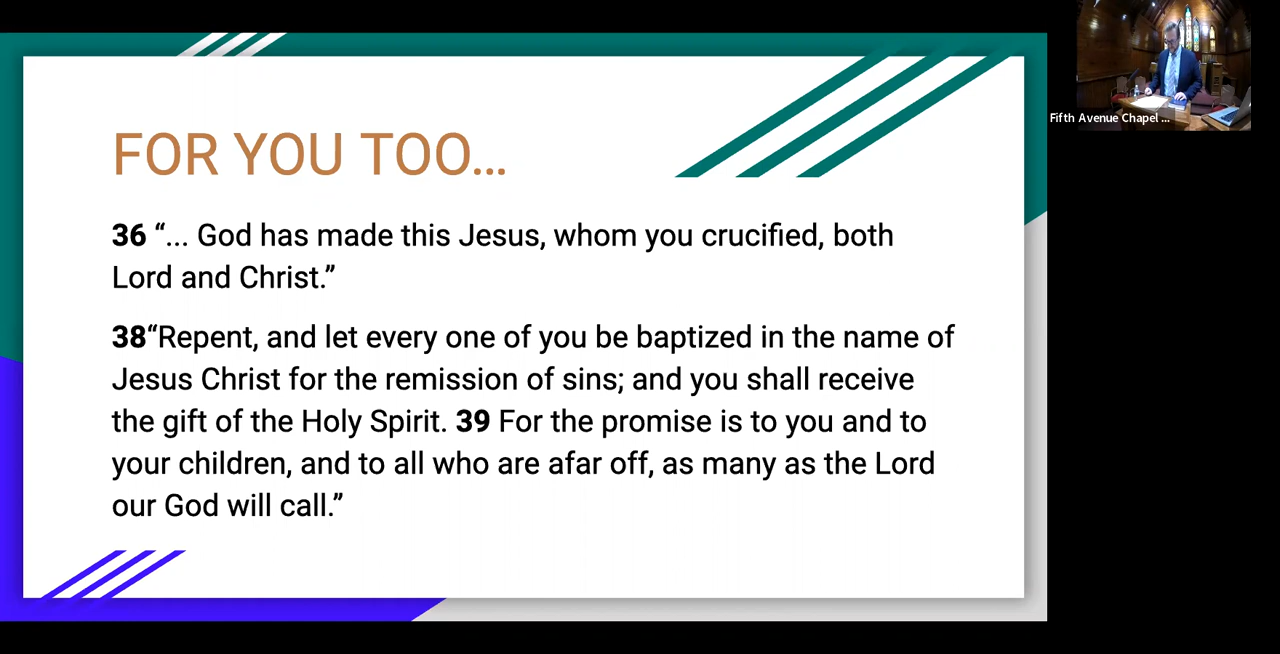 FOR YOU TOO...
36 “... God has made this Jesus, whom you crucified, both
Lord and Christ.”
38“Repent, and let every one of you be baptized in the name of
Jesus Christ for the remission of sins; and you shall receive
the gift of the Holy Spirit. 39 For the promise is to you and to
your children, and to all who are afar off, as many as the Lord
our God will call.”
Fifth Avenue Chapel ...